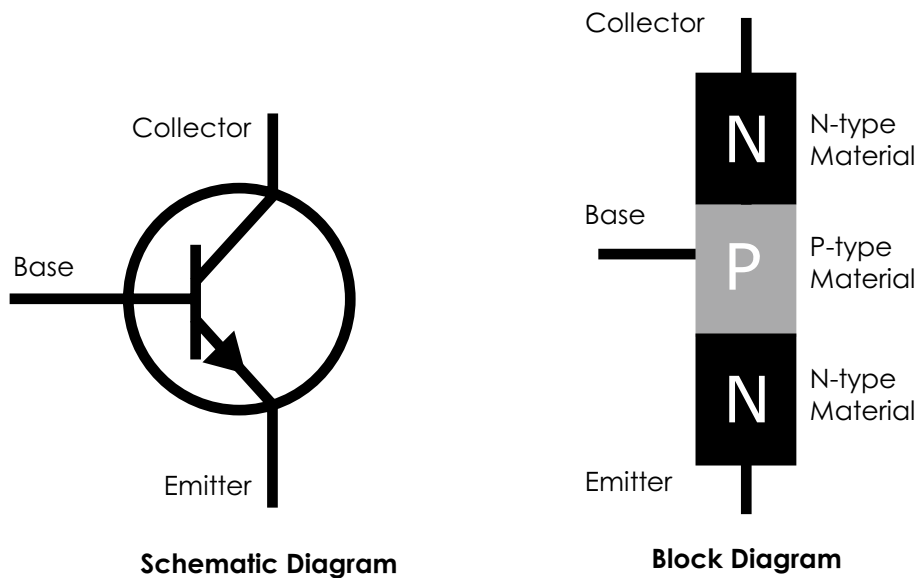 Collector
Base
Emitter
Schematic Diagram
Collector
N
N-type
Material
Base
P
P-type
Material
N
N-type
Material
Emitter
Block Diagram